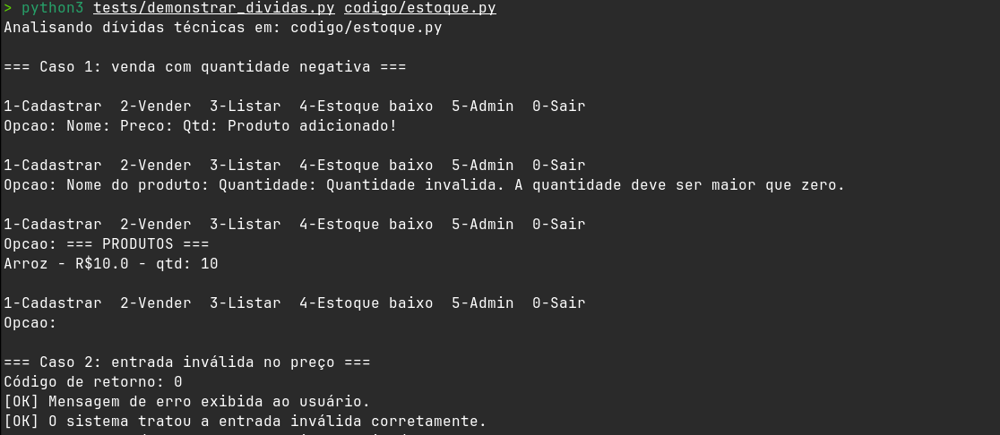 > python3 tests/demonstrar_dividas.py codigo/estoque.py
Analisando dívidas técnicas em: codigo/estoque.py
=== Caso 1: venda com quantidade negativa ===
1-Cadastrar  2-Vender  3-Listar  4-Estoque baixo  5-Admin  0-Sair
Opcao: Nome: Preco: Qtd: Produto adicionado!
1-Cadastrar  2-Vender  3-Listar  4-Estoque baixo  5-Admin  0-Sair
Opcao: Nome do produto: Quantidade: Quantidade invalida. A quantidade deve ser maior que zero.
1-Cadastrar  2-Vender  3-Listar  4-Estoque baixo  5-Admin  0-Sair
Opcao: === PRODUTOS ===
Arroz - R$10.0 - qtd: 10
1-Cadastrar  2-Vender  3-Listar  4-Estoque baixo  5-Admin  0-Sair
Opcao:
=== Caso 2: entrada inválida no preço ===
Código de retorno: 0
[OK] Mensagem de erro exibida ao usuário.
[OK] O sistema tratou a entrada inválida corretamente.